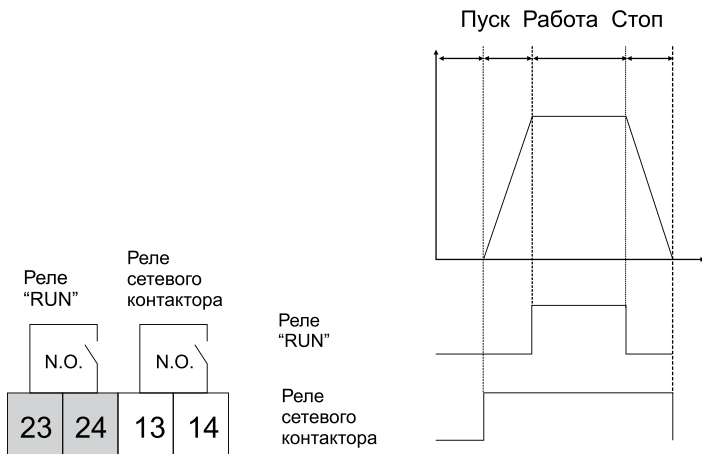 Пуск Работа Стоп
Реле
“RUN”
Реле
сетевого
контактора
N.O.
N.O.
23 24 13 14
Реле
“RUN”
Реле
сетевого
контактора